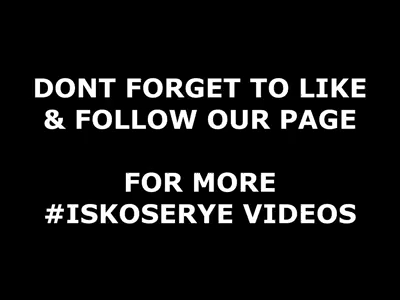 DONT FORGET TO LIKE
& FOLLOW OUR PAGE
FOR MORE
#ISKOSERYE VIDEOS